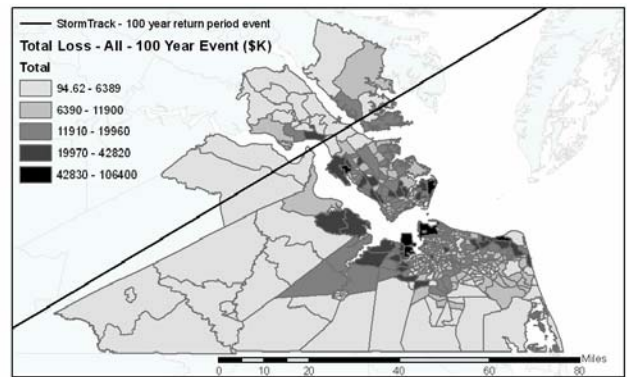 StormTrack - 100 year return period event
Total Loss - All - 100 Year Event ($K)
Total
94.62 - 6389
6390 - 11900
11910 - 19960
19970 - 42820
42830 - 106400
Miles
0 5 10 20 40 60 80